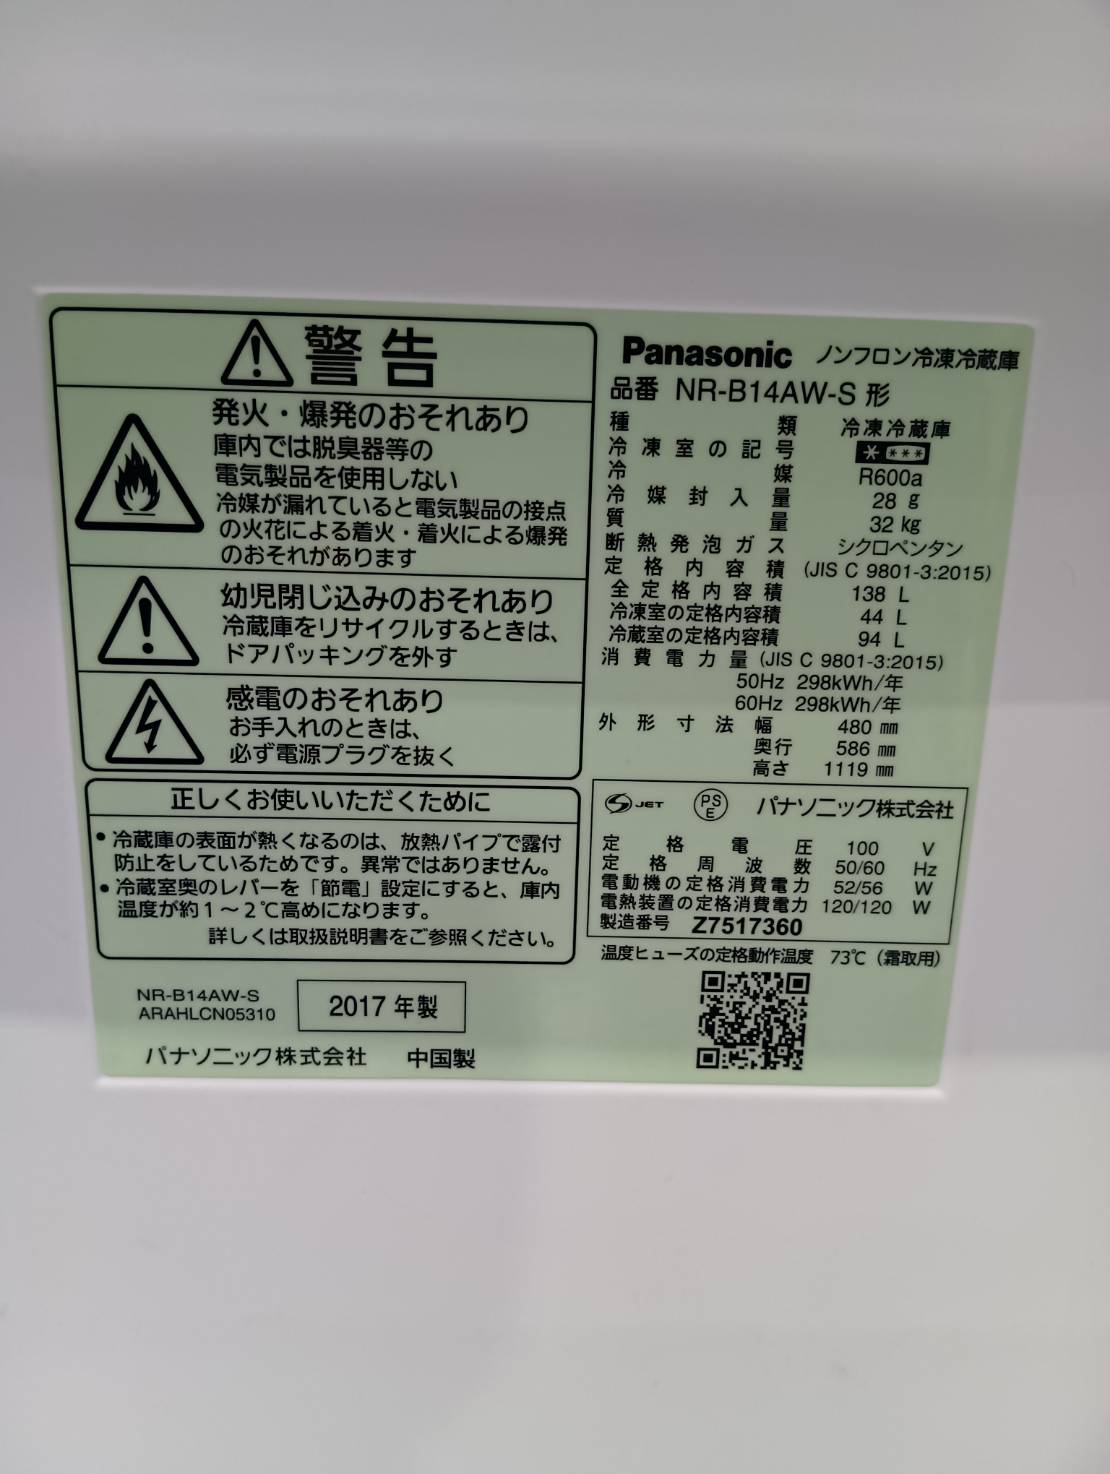 警告
発火・爆発のおそれあり
庫内では脱臭器等の
電気製品を使用しない
冷媒が漏れていると電気製品の接点
の火花による着火・着火による爆発
のおそれがあります
幼児閉じ込みのおそれあり
冷蔵庫をリサイクルするときは、
ドアパッキングを外す
感電のおそれあり
お手入れのときは、
必ず電源プラグを抜く
正しくお使いいただくために
●冷蔵庫の表面が熱くなるのは、放熱パイプで露付
防止をしているためです。異常ではありません。
●冷蔵室奥のレバーを「節電」設定にすると、庫内
温度が約1～2℃高めになります。
詳しくは取扱説明書をご参照ください。
NR-B14AW-S
ARAHLCN05310
2017年製
パナソニック株式会社 中国製
Panasonic ノンフロン冷凍冷蔵庫
品番 NR-B14AW-S 形
種類 冷凍冷蔵庫
冷凍室の記号 * ***
冷媒 R600a
冷媒封入量 28 g
質量 32 kg
断熱発泡ガス シクロペンタン
定格内容積 (JIS C 9801-3:2015)
全定格内容積 138 L
冷凍室の定格内容積 44 L
冷蔵室の定格内容積 94 L
消費電力量 (JIS C 9801-3:2015)
50Hz 298kWh/年
60Hz 298kWh/年
外形寸法 幅 480 mm
奥行 586 mm
高さ 1119 mm
JET PSE パナソニック株式会社
定格電圧 100 V
定格周波数 50/60 Hz
電動機の定格消費電力 52/56 W
電熱装置の定格消費電力 120/120 W
製造番号 Z7517360
温度ヒューズの定格動作温度 73℃（霜取用）